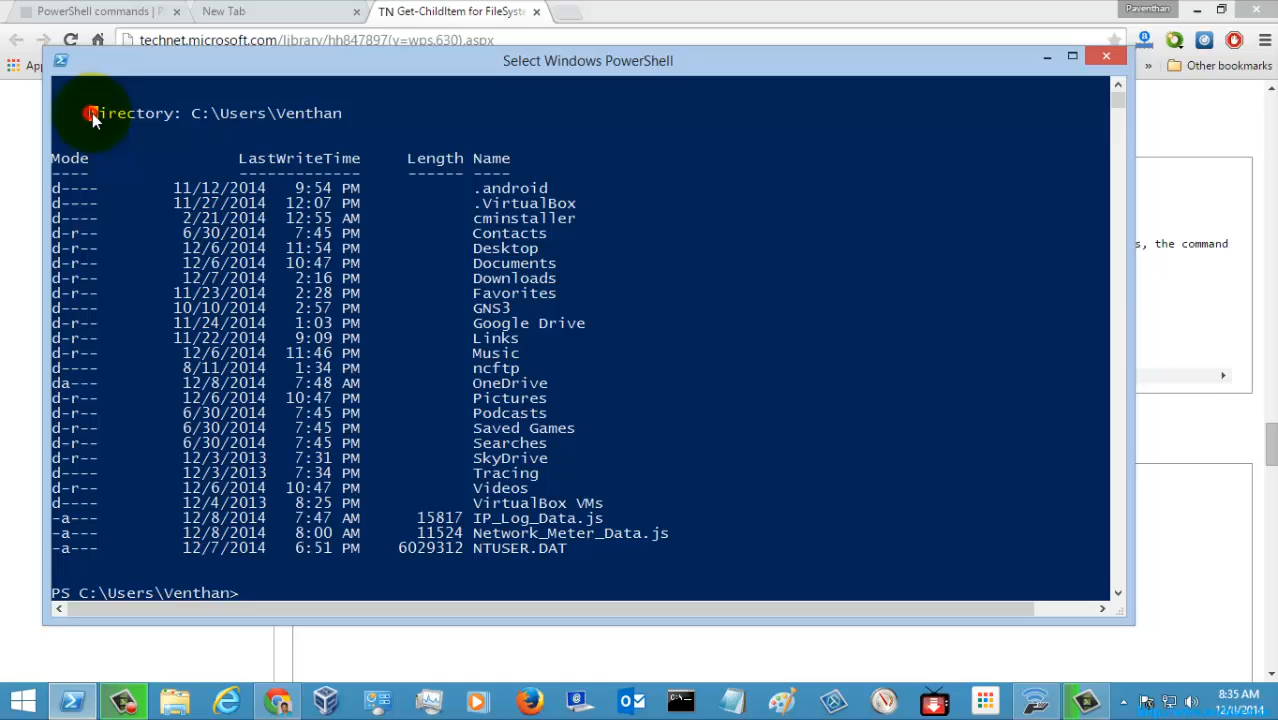 PowerShell commands | P
New Tab
TN Get-ChildItem for FileSyst
Paventhan
technet.microsoft.com/library/hh847897(v=wps.630).aspx
Other bookmarks
Select Windows PowerShell
Directory: C:\Users\Venthan
Mode LastWriteTime Length Name
---- ------------- ------ ----
d---- 11/12/2014 9:54 PM .android
d---- 11/27/2014 12:07 PM .VirtualBox
d---- 2/21/2014 12:55 AM cminstaller
d-r-- 6/30/2014 7:45 PM Contacts
d-r-- 12/6/2014 11:54 PM Desktop
d-r-- 12/6/2014 10:47 PM Documents
d-r-- 12/7/2014 2:16 PM Downloads
d-r-- 11/23/2014 2:28 PM Favorites
d---- 10/10/2014 2:57 PM GNS3
d-r-- 11/24/2014 1:03 PM Google Drive
d-r-- 11/22/2014 9:09 PM Links
d-r-- 12/6/2014 11:46 PM Music
d---- 8/11/2014 1:34 PM ncftp
da--- 12/8/2014 7:48 AM OneDrive
d-r-- 12/6/2014 10:47 PM Pictures
d-r-- 6/30/2014 7:45 PM Podcasts
d-r-- 6/30/2014 7:45 PM Saved Games
d-r-- 6/30/2014 7:45 PM Searches
d-r-- 12/3/2013 7:31 PM SkyDrive
d---- 12/3/2013 7:34 PM Tracing
d-r-- 12/6/2014 10:47 PM Videos
d---- 12/4/2013 8:25 PM VirtualBox VMs
-a--- 12/8/2014 7:47 AM 15817 IP_Log_Data.js
-a--- 12/8/2014 8:00 AM 11524 Network_Meter_Data.js
-a--- 12/7/2014 6:51 PM 6029312 NTUSER.DAT
PS C:\Users\Venthan>
s, the command
8:35 AM